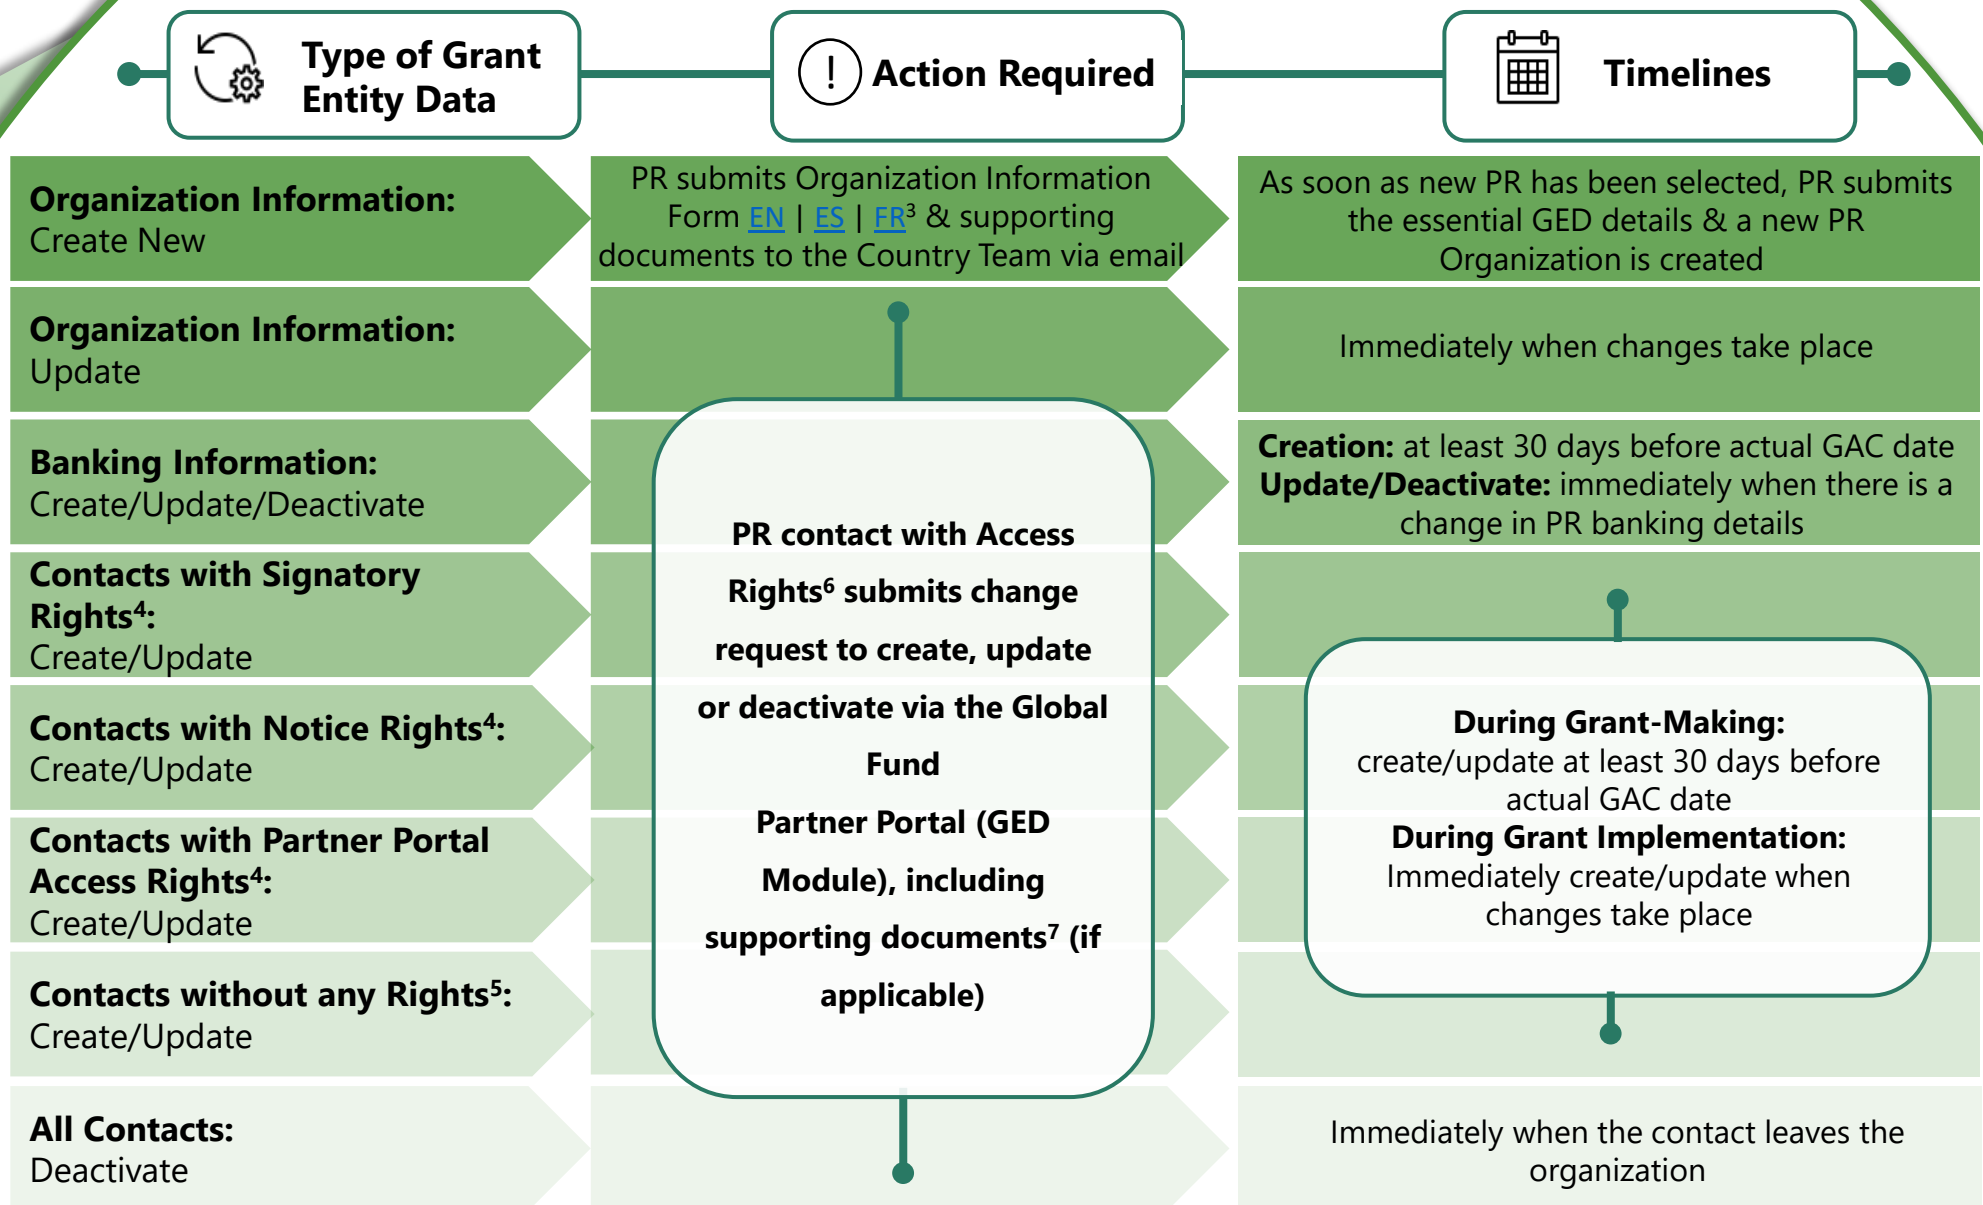 Type of Grant
Entity Data
Action Required
Timelines
Organization Information:
Create New
PR submits Organization Information
Form EN | ES | FR³ & supporting
documents to the Country Team via email
As soon as new PR has been selected, PR submits
the essential GED details & a new PR
Organization is created
Organization Information:
Update
Immediately when changes take place
Banking Information:
Create/Update/Deactivate
Creation: at least 30 days before actual GAC date
Update/Deactivate: immediately when there is a
change in PR banking details
Contacts with Signatory
Rights⁴:
Create/Update
Contacts with Notice Rights⁴:
Create/Update
Contacts with Partner Portal
Access Rights⁴:
Create/Update
Contacts without any Rights⁵:
Create/Update
PR contact with Access
Rights⁶ submits change
request to create, update
or deactivate via the Global
Fund
Partner Portal (GED
Module), including
supporting documents⁷ (if
applicable)
During Grant-Making:
create/update at least 30 days before
actual GAC date
During Grant Implementation:
Immediately create/update when
changes take place
All Contacts:
Deactivate
Immediately when the contact leaves the
organization